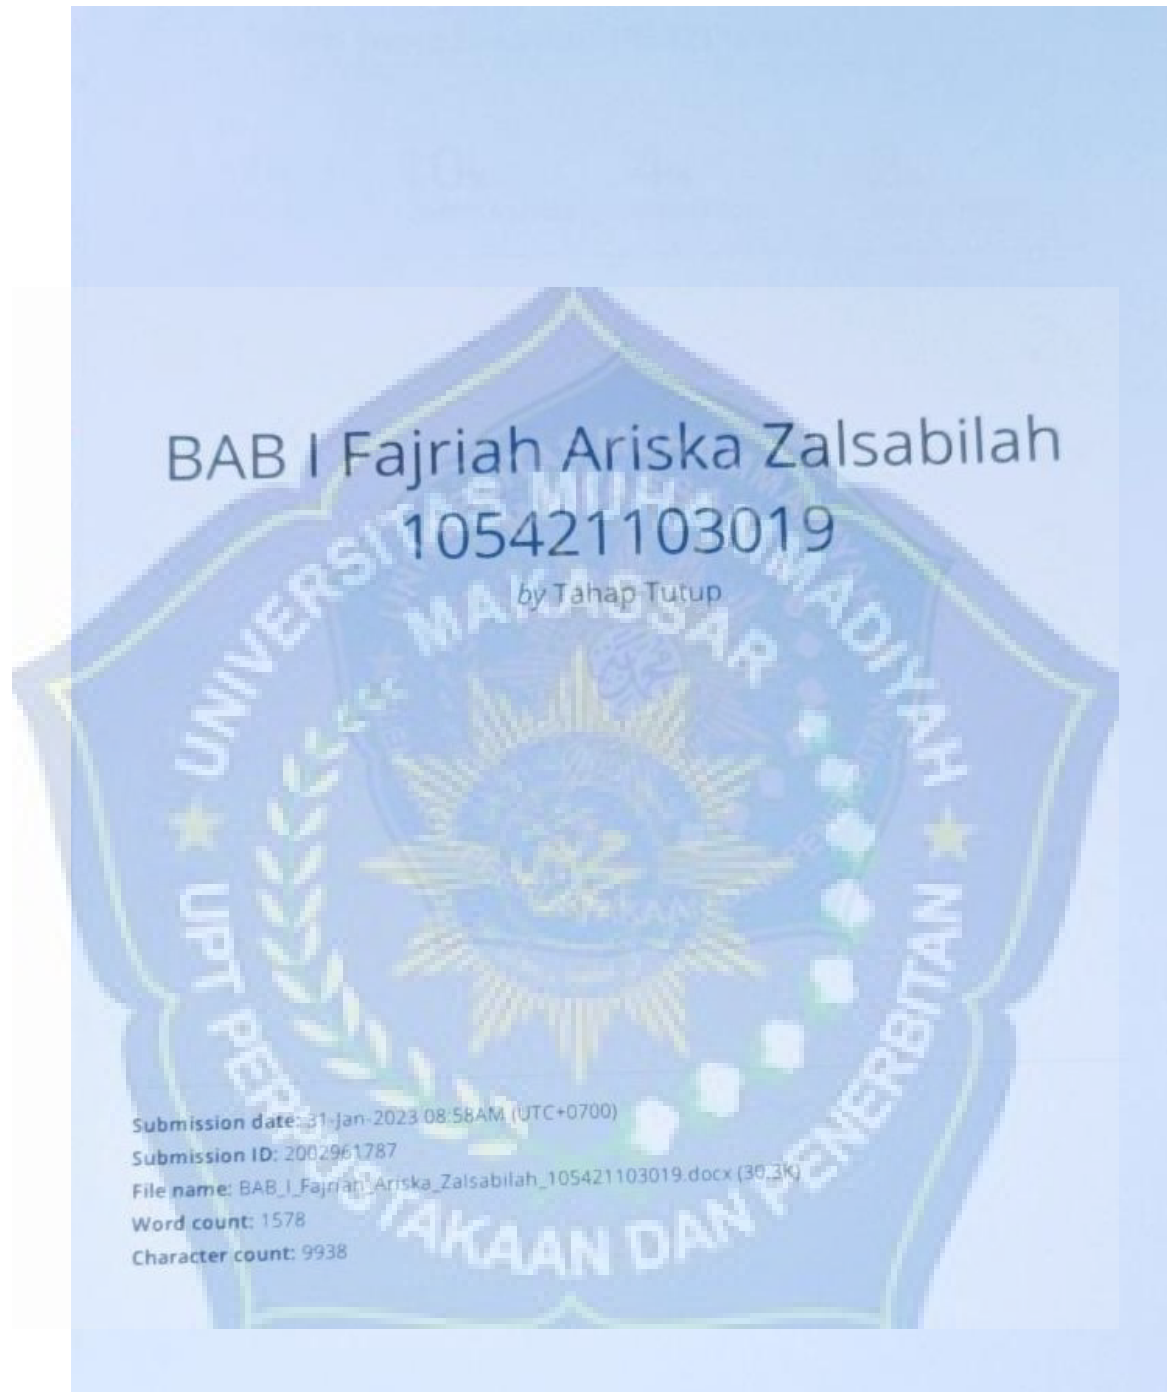 BAB I Fajriah Ariska Zalsabilah
105421103019
by Tahap Tutup
UNIVERSITAS MUHAMMADIYAH
MAKASSAR
UPT PERPUSTAKAAN DAN PENERBITAN
Submission date: 31-Jan-2023 08:58AM (UTC+0700)
Submission ID: 2002961787
File name: BAB_I_Fajriah_Ariska_Zalsabilah_105421103019.docx (30.3K)
Word count: 1578
Character count: 9938